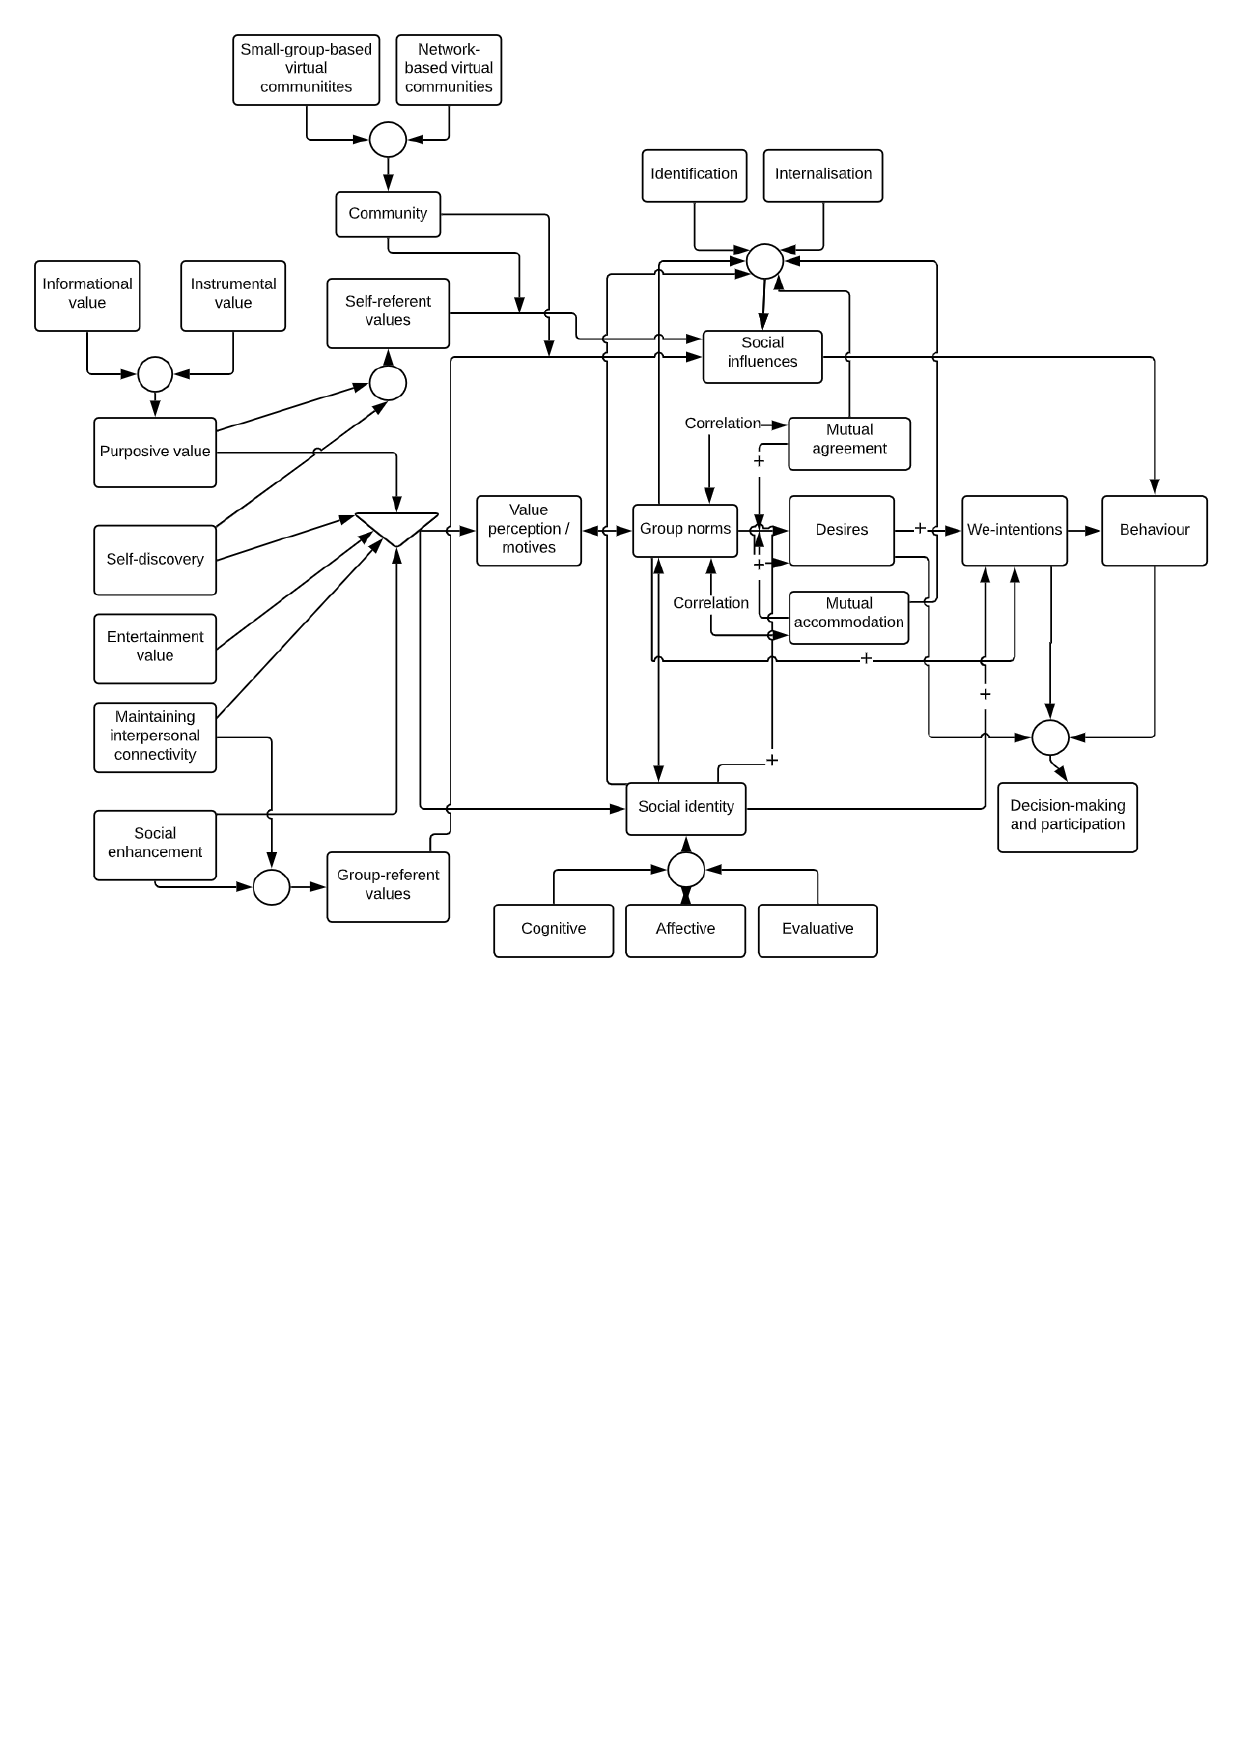 Small-group-based
virtual
communitites
Network-
based virtual
communities
Identification
Internalisation
Community
Informational
value
Instrumental
value
Self-referent
values
Social
influences
Purposive value
Correlation
Mutual
agreement
+
Value
perception /
motives
Group norms
Desires
+
We-intentions
Behaviour
Self-discovery
+
Correlation
Mutual
accommodation
Entertainment
value
+
+
Maintaining
interpersonal
connectivity
+
Social identity
Decision-making
and participation
Social
enhancement
Group-referent
values
Cognitive
Affective
Evaluative